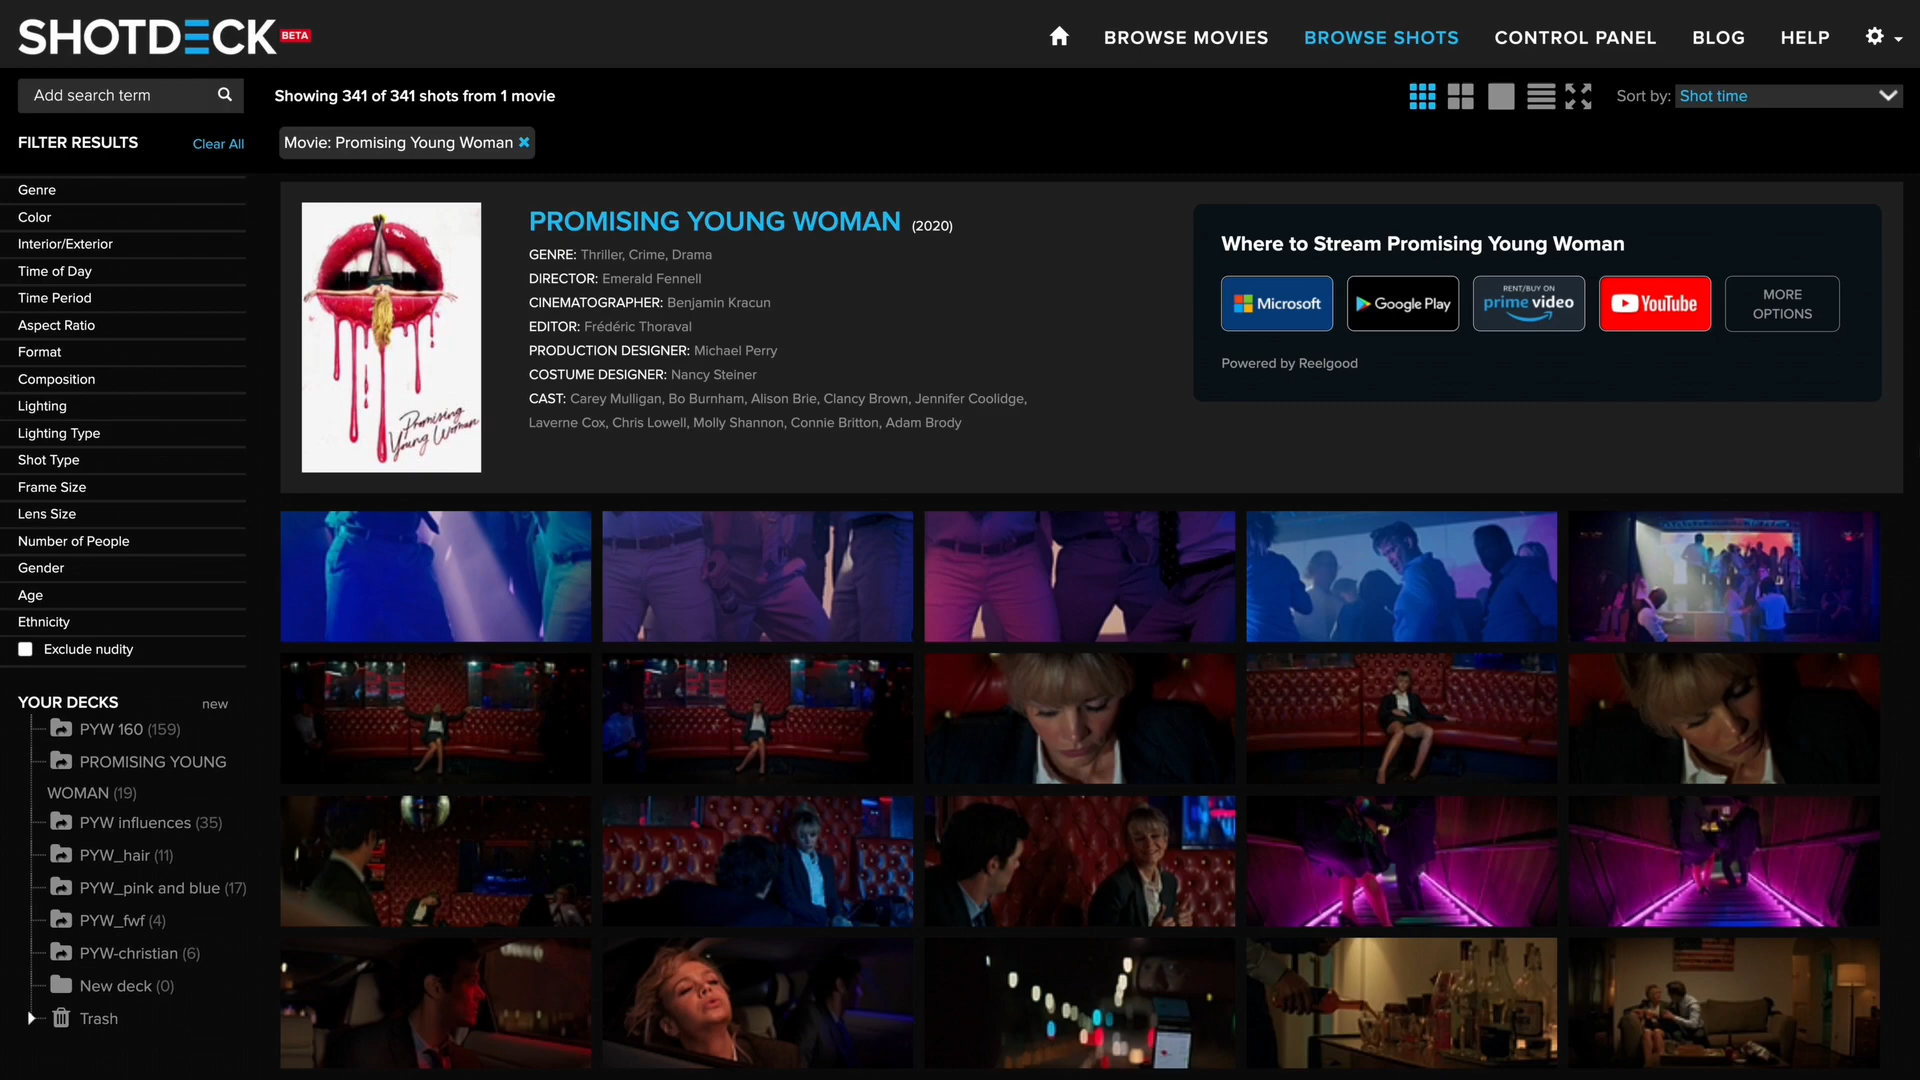 SHOTDECK BETA
BROWSE MOVIES
BROWSE SHOTS
CONTROL PANEL
BLOG
HELP
Add search term
Showing 341 of 341 shots from 1 movie
Sort by: Shot time
FILTER RESULTS
Clear All
Movie: Promising Young Woman
Genre
Color
Interior/Exterior
Time of Day
Time Period
Aspect Ratio
Format
Composition
Lighting
Lighting Type
Shot Type
Frame Size
Lens Size
Number of People
Gender
Age
Ethnicity
Exclude nudity
YOUR DECKS
new
PYW 160 (159)
PROMISING YOUNG
WOMAN (19)
PYW influences (35)
PYW_hair (11)
PYW_pink and blue (17)
PYW_fwf (4)
PYW-christian (6)
New deck (0)
Trash
Promising
Young Woman
PROMISING YOUNG WOMAN (2020)
GENRE: Thriller, Crime, Drama
DIRECTOR: Emerald Fennell
CINEMATOGRAPHER: Benjamin Kracun
EDITOR: Frédéric Thoraval
PRODUCTION DESIGNER: Michael Perry
COSTUME DESIGNER: Nancy Steiner
CAST: Carey Mulligan, Bo Burnham, Alison Brie, Clancy Brown, Jennifer Coolidge,
Laverne Cox, Chris Lowell, Molly Shannon, Connie Britton, Adam Brody
Where to Stream Promising Young Woman
Microsoft
Google Play
RENT/BUY ON
prime video
YouTube
MORE
OPTIONS
Powered by Reelgood